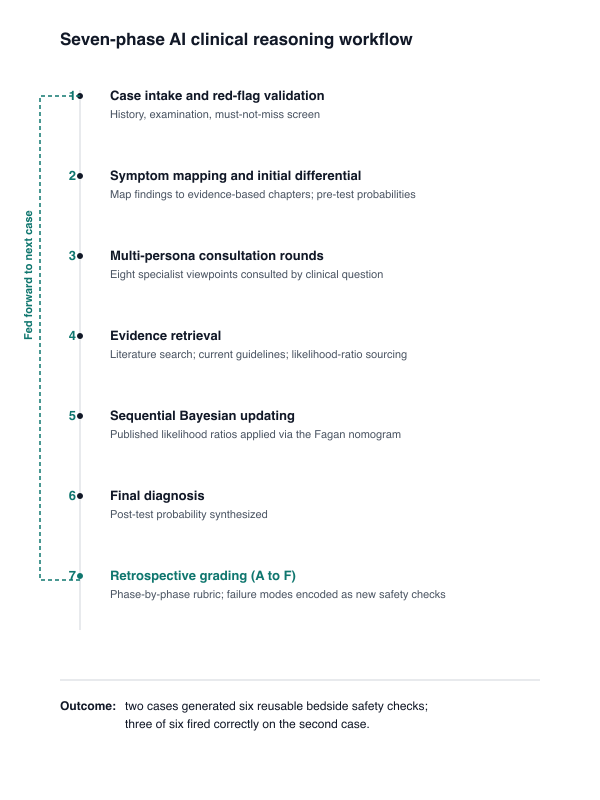 Seven-phase AI clinical reasoning workflow
1 Case intake and red-flag validation
History, examination, must-not-miss screen
2 Symptom mapping and initial differential
Map findings to evidence-based chapters; pre-test probabilities
3 Multi-persona consultation rounds
Eight specialist viewpoints consulted by clinical question
Fed forward to next case
4 Evidence retrieval
Literature search; current guidelines; likelihood-ratio sourcing
5 Sequential Bayesian updating
Published likelihood ratios applied via the Fagan nomogram
6 Final diagnosis
Post-test probability synthesized
7 Retrospective grading (A to F)
Phase-by-phase rubric; failure modes encoded as new safety checks
Outcome: two cases generated six reusable bedside safety checks;
three of six fired correctly on the second case.